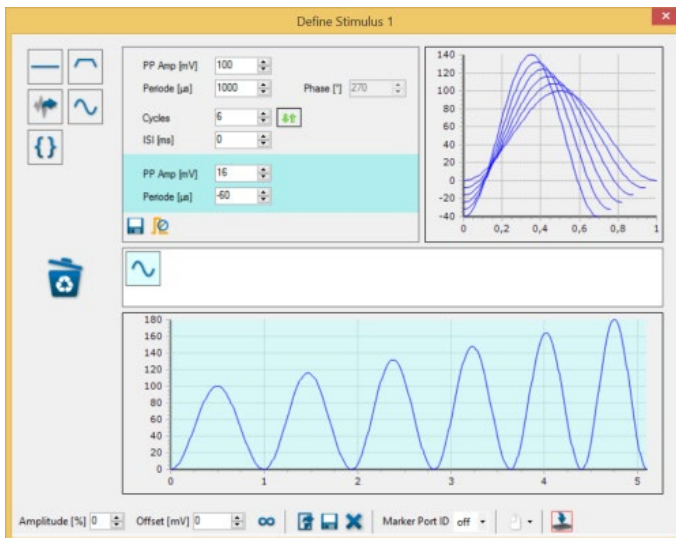 Define Stimulus 1
PP Amp [mV] 100
Periode [µs] 1000 Phase [°] 270
Cycles 6
ISI [ms] 0
PP Amp [mV] 16
Periode [µs] -60
140
120
100
80
60
40
20
0
-20
-40
0 0,2 0,4 0,6 0,8 1
180
160
140
120
100
80
60
40
20
0
0 1 2 3 4 5
Amplitude [%] 0 Offset [mV] 0 Marker Port ID off